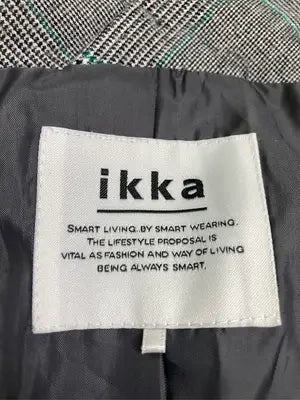 ikka
SMART LIVING. BY SMART WEARING.
THE LIFESTYLE PROPOSAL IS
VITAL AS FASHION AND WAY OF LIVING
BEING ALWAYS SMART.